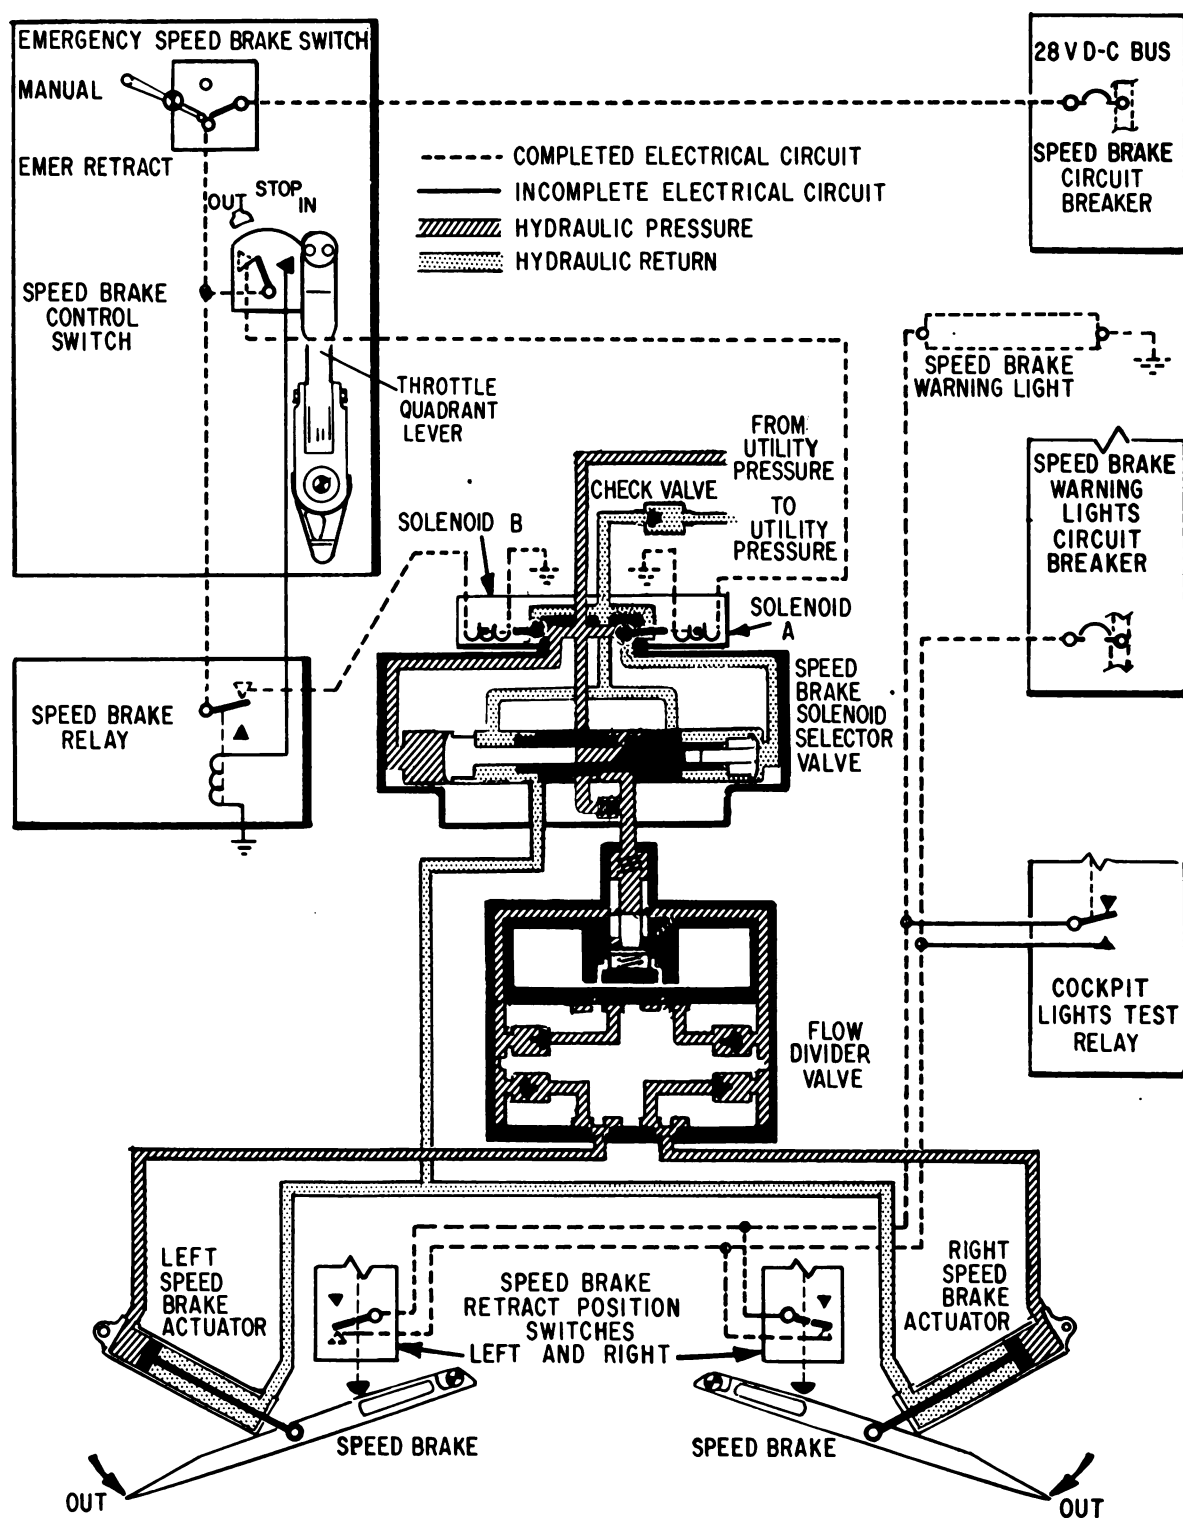 EMERGENCY SPEED BRAKE SWITCH
MANUAL
EMER RETRACT
OUT
STOP
IN
SPEED BRAKE
CONTROL
SWITCH
THROTTLE
QUADRANT
LEVER
28 V D-C BUS
SPEED BRAKE
CIRCUIT
BREAKER
COMPLETED ELECTRICAL CIRCUIT
INCOMPLETE ELECTRICAL CIRCUIT
HYDRAULIC PRESSURE
HYDRAULIC RETURN
SPEED BRAKE
WARNING LIGHT
FROM
UTILITY
PRESSURE
CHECK VALVE
TO
UTILITY
PRESSURE
SOLENOID B
SOLENOID
A
SPEED BRAKE
WARNING
LIGHTS
CIRCUIT
BREAKER
SPEED BRAKE
RELAY
SPEED
BRAKE
SOLENOID
SELECTOR
VALVE
FLOW
DIVIDER
VALVE
COCKPIT
LIGHTS TEST
RELAY
LEFT
SPEED
BRAKE
ACTUATOR
SPEED BRAKE
RETRACT POSITION
SWITCHES
LEFT AND RIGHT
RIGHT
SPEED
BRAKE
ACTUATOR
SPEED BRAKE
SPEED BRAKE
OUT
OUT